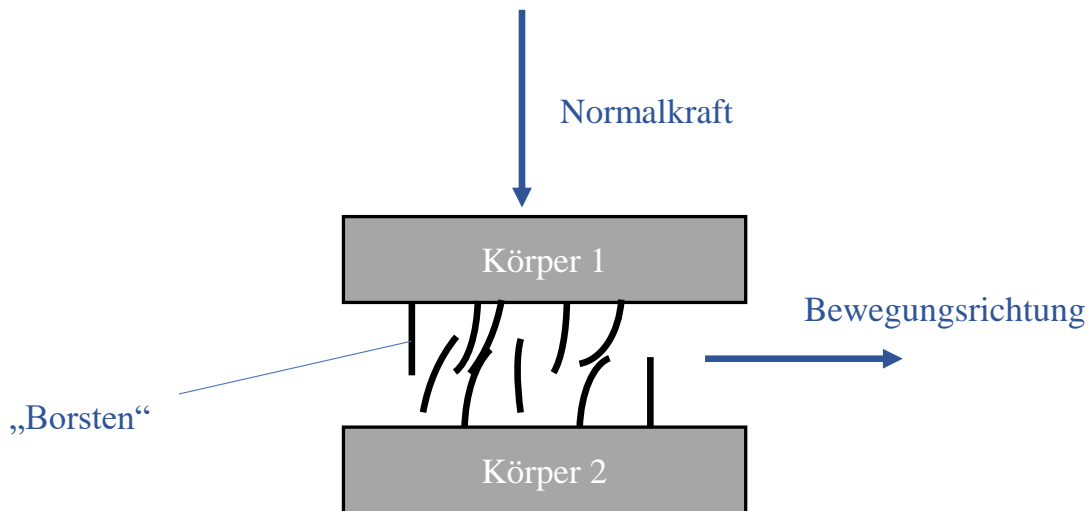 Normalkraft
Körper 1
Bewegungsrichtung
„Borsten“
Körper 2